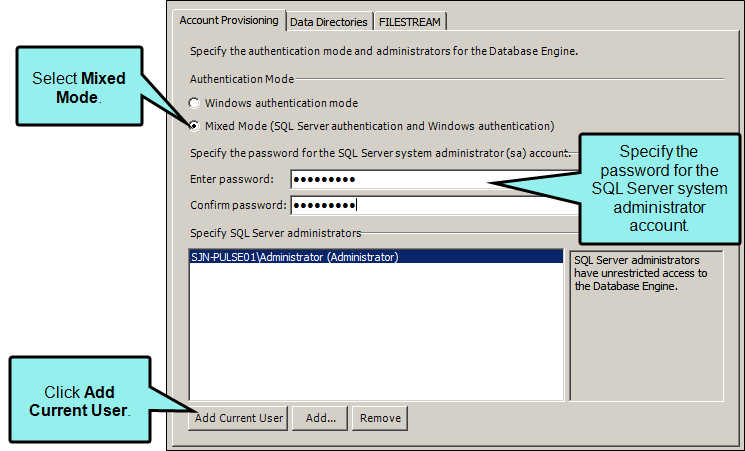 Account Provisioning
Data Directories
FILESTREAM
Specify the authentication mode and administrators for the Database Engine.
Select Mixed
Mode.
Authentication Mode
Windows authentication mode
Mixed Mode (SQL Server authentication and Windows authentication)
Specify the password for the SQL Server system administrator (sa) account.
Enter password:
●●●●●●●●●
Confirm password:
●●●●●●●●●
Specify the
password for the
SQL Server system
administrator
account.
Specify SQL Server administrators
SJN-PULSE01\Administrator (Administrator)
SQL Server administrators
have unrestricted access to
the Database Engine.
Click Add
Current User.
Add Current User
Add...
Remove